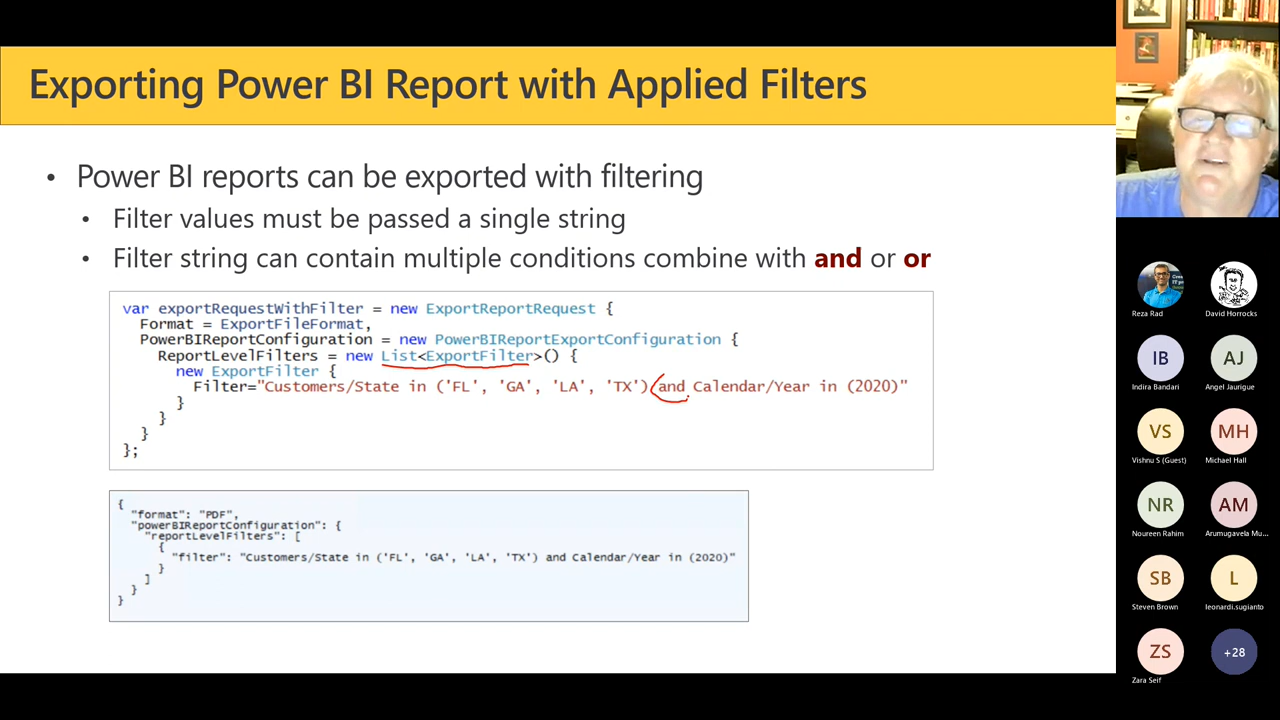 Exporting Power BI Report with Applied Filters
• Power BI reports can be exported with filtering
• Filter values must be passed a single string
• Filter string can contain multiple conditions combine with and or or
var exportRequestWithFilter = new ExportReportRequest {
Format = ExportFileFormat,
PowerBIReportConfiguration = new PowerBIReportExportConfiguration {
ReportLevelFilters = new List<ExportFilter>() {
new ExportFilter {
Filter="Customers/State in ('FL', 'GA', 'LA', 'TX') and Calendar/Year in (2020)"
}
}
}
};
{
"format": "PDF",
"powerBIReportConfiguration": {
"reportLevelFilters": [
{
"filter": "Customers/State in ('FL', 'GA', 'LA', 'TX') and Calendar/Year in (2020)"
}
]
}
}
Reza Rad
David Horrocks
IB
AJ
Indira Bandari
Angel Jaurigue
VS
MH
Vishnu S (Guest)
Michael Hall
NR
AM
Noureen Rahim
Arumugavela Mu...
SB
L
Steven Brown
leonardi.sugianto
ZS
+28
Zara Seif